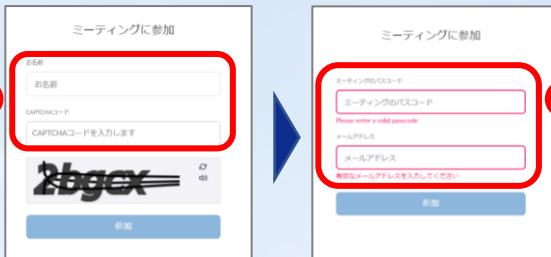 ミーティングに参加
お名前
お名前
CAPTCHAコード
CAPTCHAコードを入力します
2bgcx
参加
ミーティングに参加
ミーティングのパスコード
ミーティングのパスコード
Please enter a valid passcode
メールアドレス
メールアドレス
有効なメールアドレスを入力してください
参加